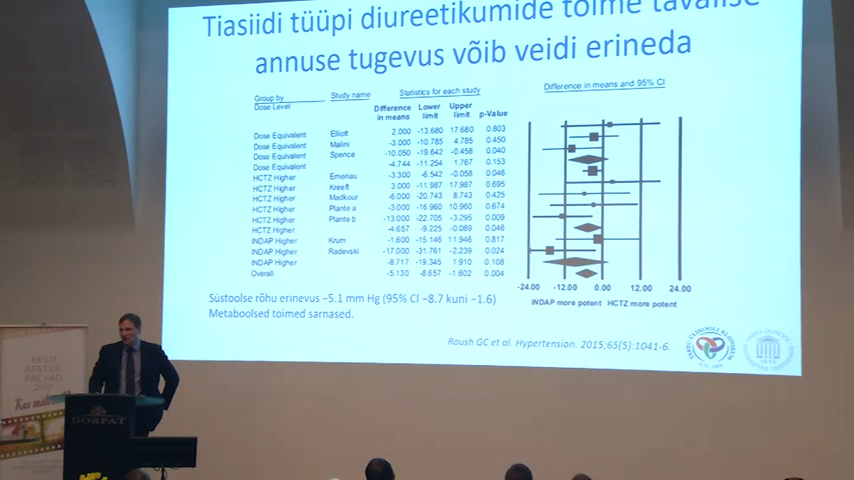 Tiasiidi tüüpi diureetikumide toime tavalise
annuse tugevus võib veidi erineda
Group by
Dose Level
Study name
Statistics for each study
Difference in means and 95% CI
Difference in means
Lower limit
Upper limit
p-Value
Dose Equivalent Elliott 2.000 -13.680 17.680 0.803
Dose Equivalent Malini -3.000 -10.785 4.785 0.450
Dose Equivalent Spence -10.050 -19.642 -0.458 0.040
Dose Equivalent -4.744 -11.254 1.767 0.153
HCTZ Higher Emeriau -3.300 -6.542 -0.058 0.046
HCTZ Higher Kreeft 3.000 -11.987 17.987 0.695
HCTZ Higher Madkour -6.000 -20.743 8.743 0.425
HCTZ Higher Plante a -3.000 -16.960 10.960 0.674
HCTZ Higher Plante b -13.000 -22.705 -3.295 0.009
HCTZ Higher -4.657 -9.225 -0.089 0.046
INDAP Higher Krum -1.600 -15.146 11.946 0.817
INDAP Higher Radevski -17.000 -31.761 -2.239 0.024
INDAP Higher -8.717 -19.345 1.910 0.108
Overall -5.130 -8.657 -1.602 0.004
-24.00 -12.00 0.00 12.00 24.00
INDAP more potent HCTZ more potent
Süstoolse rõhu erinevus −5.1 mm Hg (95% CI −8.7 kuni −1.6)
Metaboolsed toimed sarnased.
Roush GC et al. Hypertension. 2015;65(5):1041-6.
EESTI
ARSTIDE
PÄEVAD
DORPAT